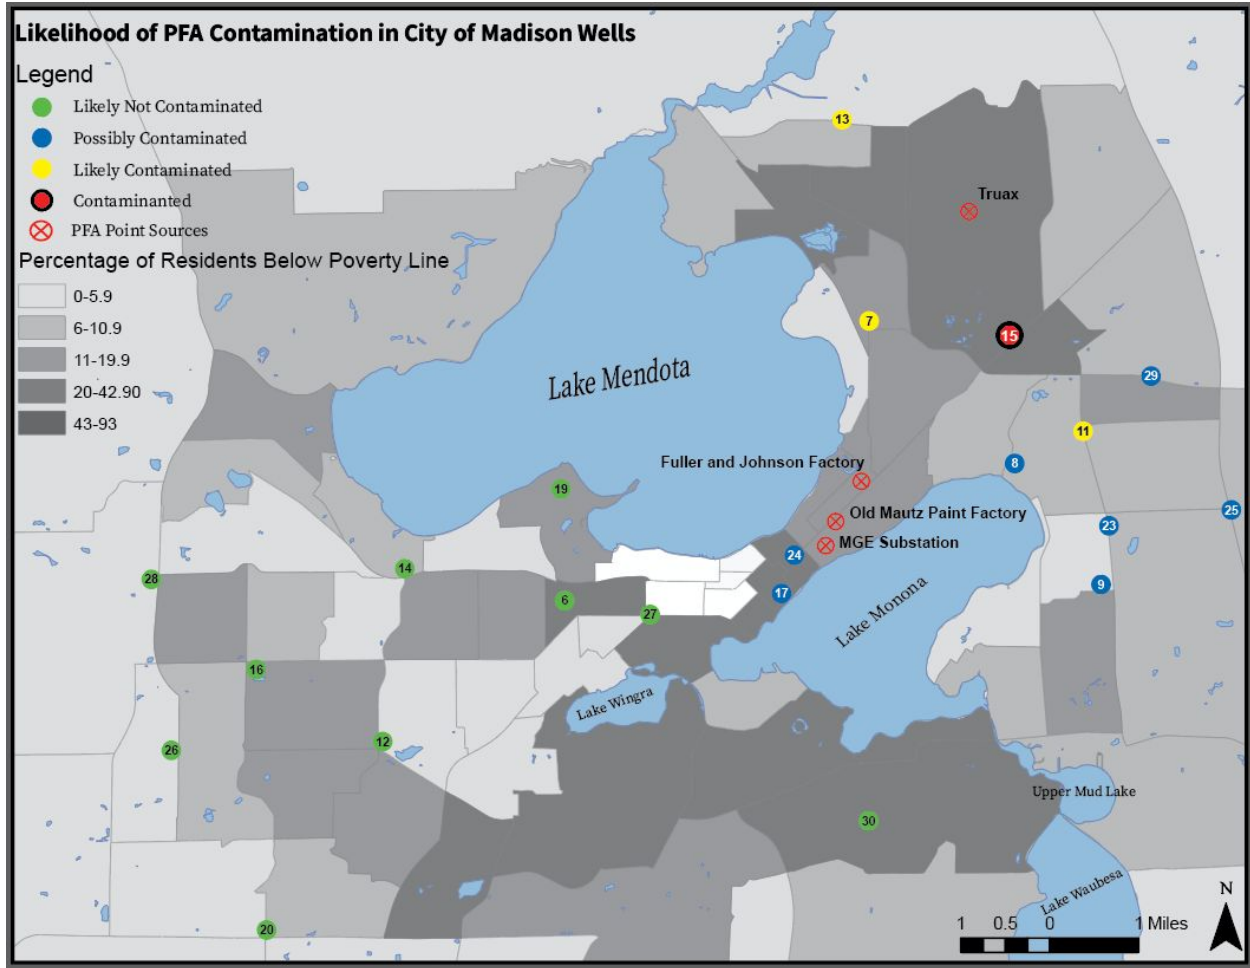 Likelihood of PFA Contamination in City of Madison Wells
Legend
Likely Not Contaminated
Possibly Contaminated
Likely Contaminated
Contaminanted
PFA Point Sources
Percentage of Residents Below Poverty Line
0-5.9
6-10.9
11-19.9
20-42.90
43-93
13
Truax
7
15
Lake Mendota
29
11
Fuller and Johnson Factory
8
19
25
Old Mautz Paint Factory
23
MGE Substation
24
14
28
9
17
6
27
Lake Monona
16
Lake Wingra
12
26
Upper Mud Lake
30
Lake Waubesa
N
20
1 0.5 0 1 Miles